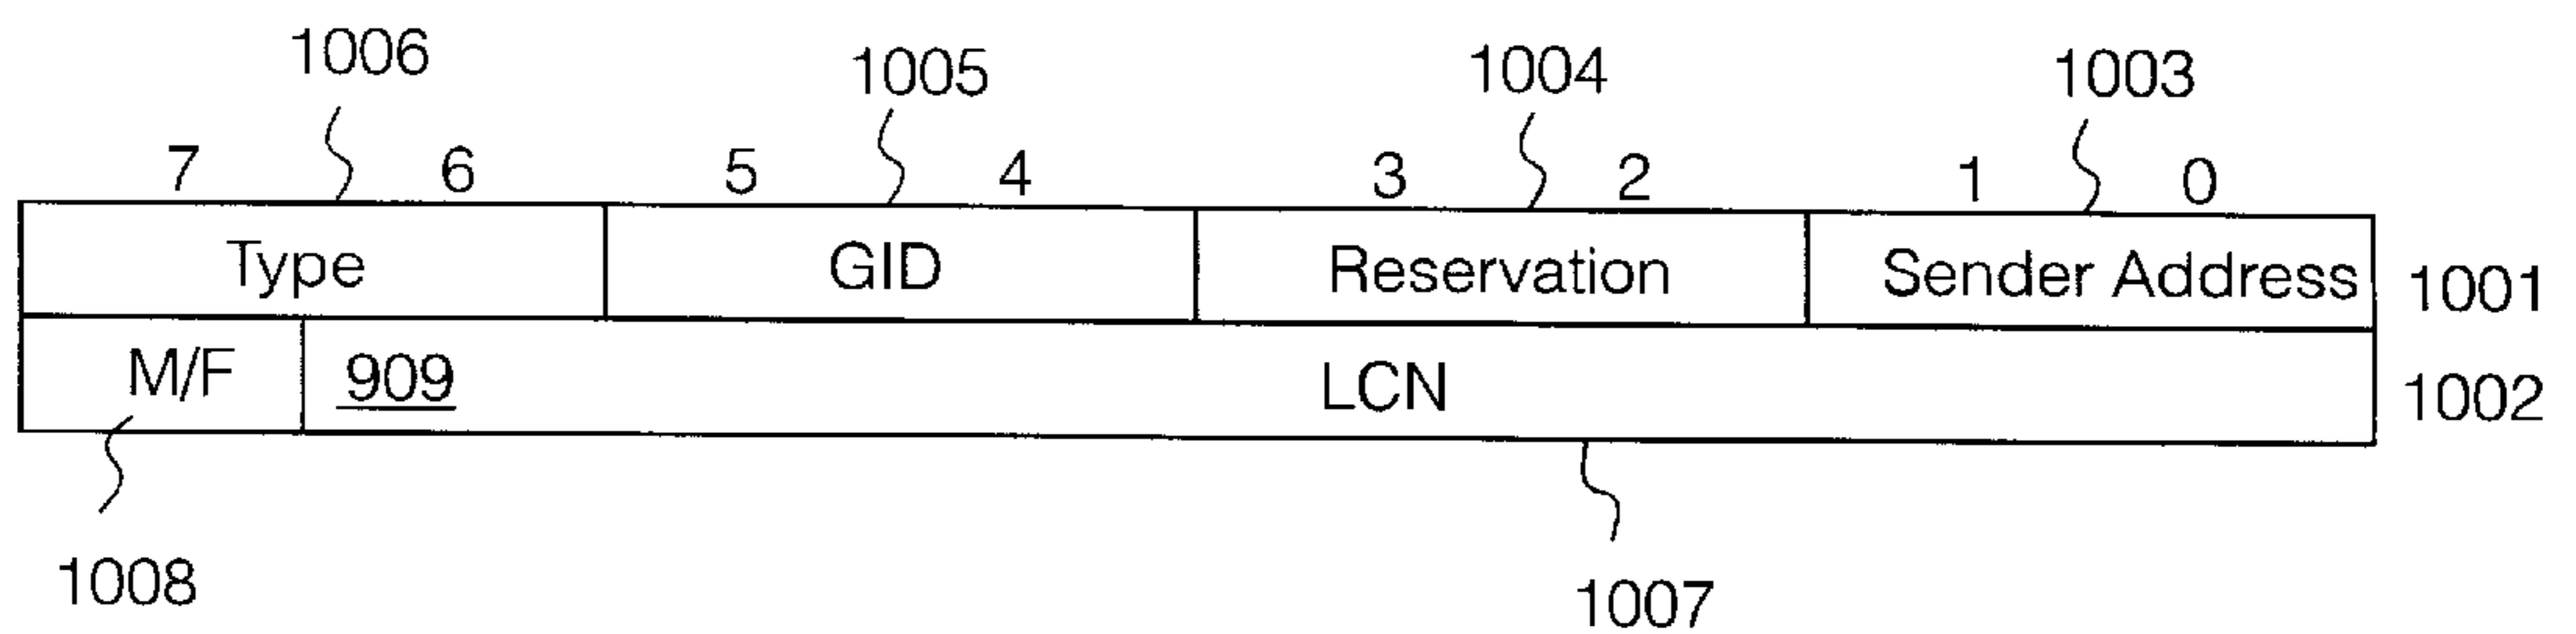 1006 1005 1004 1003
7 6 5 4 3 2 1 0
Type GID Reservation Sender Address 1001
M/F 909 LCN 1002
1008 1007